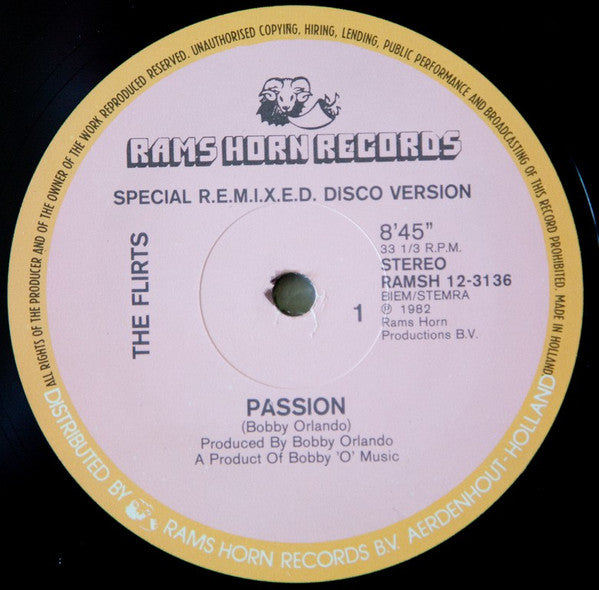 ALL RIGHTS OF THE PRODUCER AND OF THE OWNER OF THE WORK REPRODUCED RESERVED. UNAUTHORISED COPYING, HIRING, LENDING, PUBLIC PERFORMANCE AND BROADCASTING OF THIS RECORD PROHIBITED. MADE IN HOLLAND
RAMS HORN RECORDS
SPECIAL R.E.M.I.X.E.D. DISCO VERSION
THE FLIRTS
8'45"
33 1/3 R.P.M.
STEREO
RAMSH 12-3136
BIEM/STEMRA
1
℗ 1982
Rams Horn
Productions B.V.
PASSION
(Bobby Orlando)
Produced By Bobby Orlando
A Product Of Bobby 'O' Music
DISTRIBUTED BY RAMS HORN RECORDS B.V. AERDENHOUT-HOLLAND